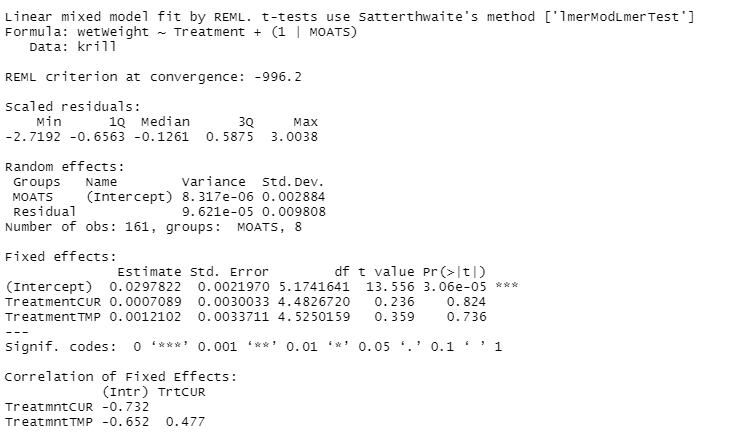 Linear mixed model fit by REML. t-tests use Satterthwaite's method ['lmerModLmerTest']
Formula: wetWeight ~ Treatment + (1 | MOATS)
   Data: krill
REML criterion at convergence: -996.2
Scaled residuals:
    Min      1Q  Median      3Q     Max
-2.7192 -0.6563 -0.1261  0.5875  3.0038
Random effects:
 Groups   Name        Variance  Std.Dev.
 MOATS    (Intercept) 8.317e-06 0.002884
 Residual             9.621e-05 0.009808
Number of obs: 161, groups:  MOATS, 8
Fixed effects:
             Estimate Std. Error        df t value Pr(>|t|)
(Intercept)  0.0297822 0.0021970 5.1741641  13.556 3.06e-05 ***
TreatmentCUR 0.0007089 0.0030033 4.4826720   0.236    0.824
TreatmentTMP 0.0012102 0.0033711 4.5250159   0.359    0.736
---
Signif. codes:  0 ‘***’ 0.001 ‘**’ 0.01 ‘*’ 0.05 ‘.’ 0.1 ‘ ’ 1
Correlation of Fixed Effects:
            (Intr) TrtCUR
TreatmntCUR -0.732
TreatmntTMP -0.652  0.477